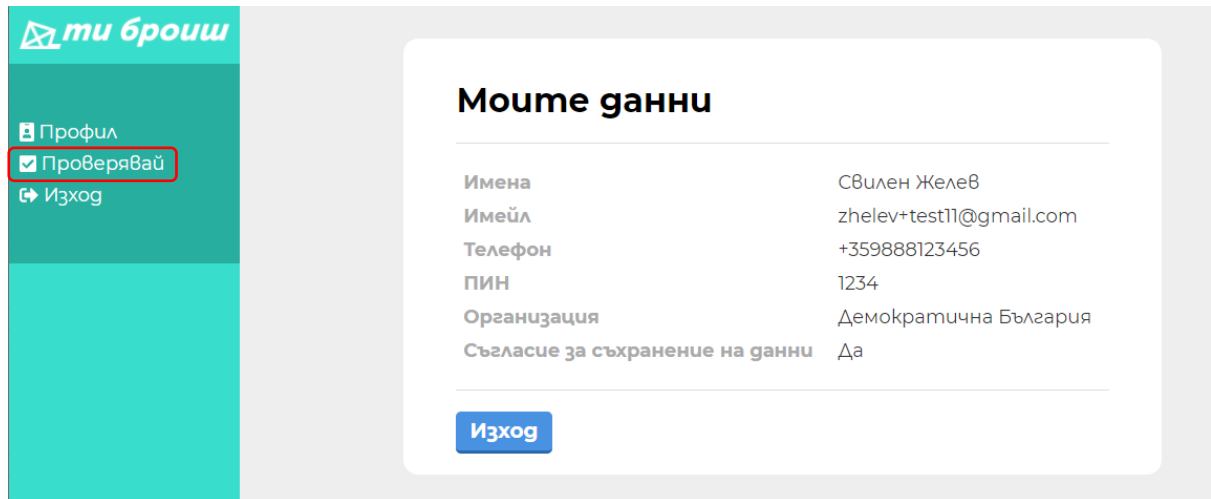 ти броиш
Профил
Проверявай
Изход
Моите данни
Имена Свилен Желев
Имейл zhelev+test11@gmail.com
Телефон +359888123456
ПИН 1234
Организация Демократична България
Съгласие за съхранение на данни Да
Изход